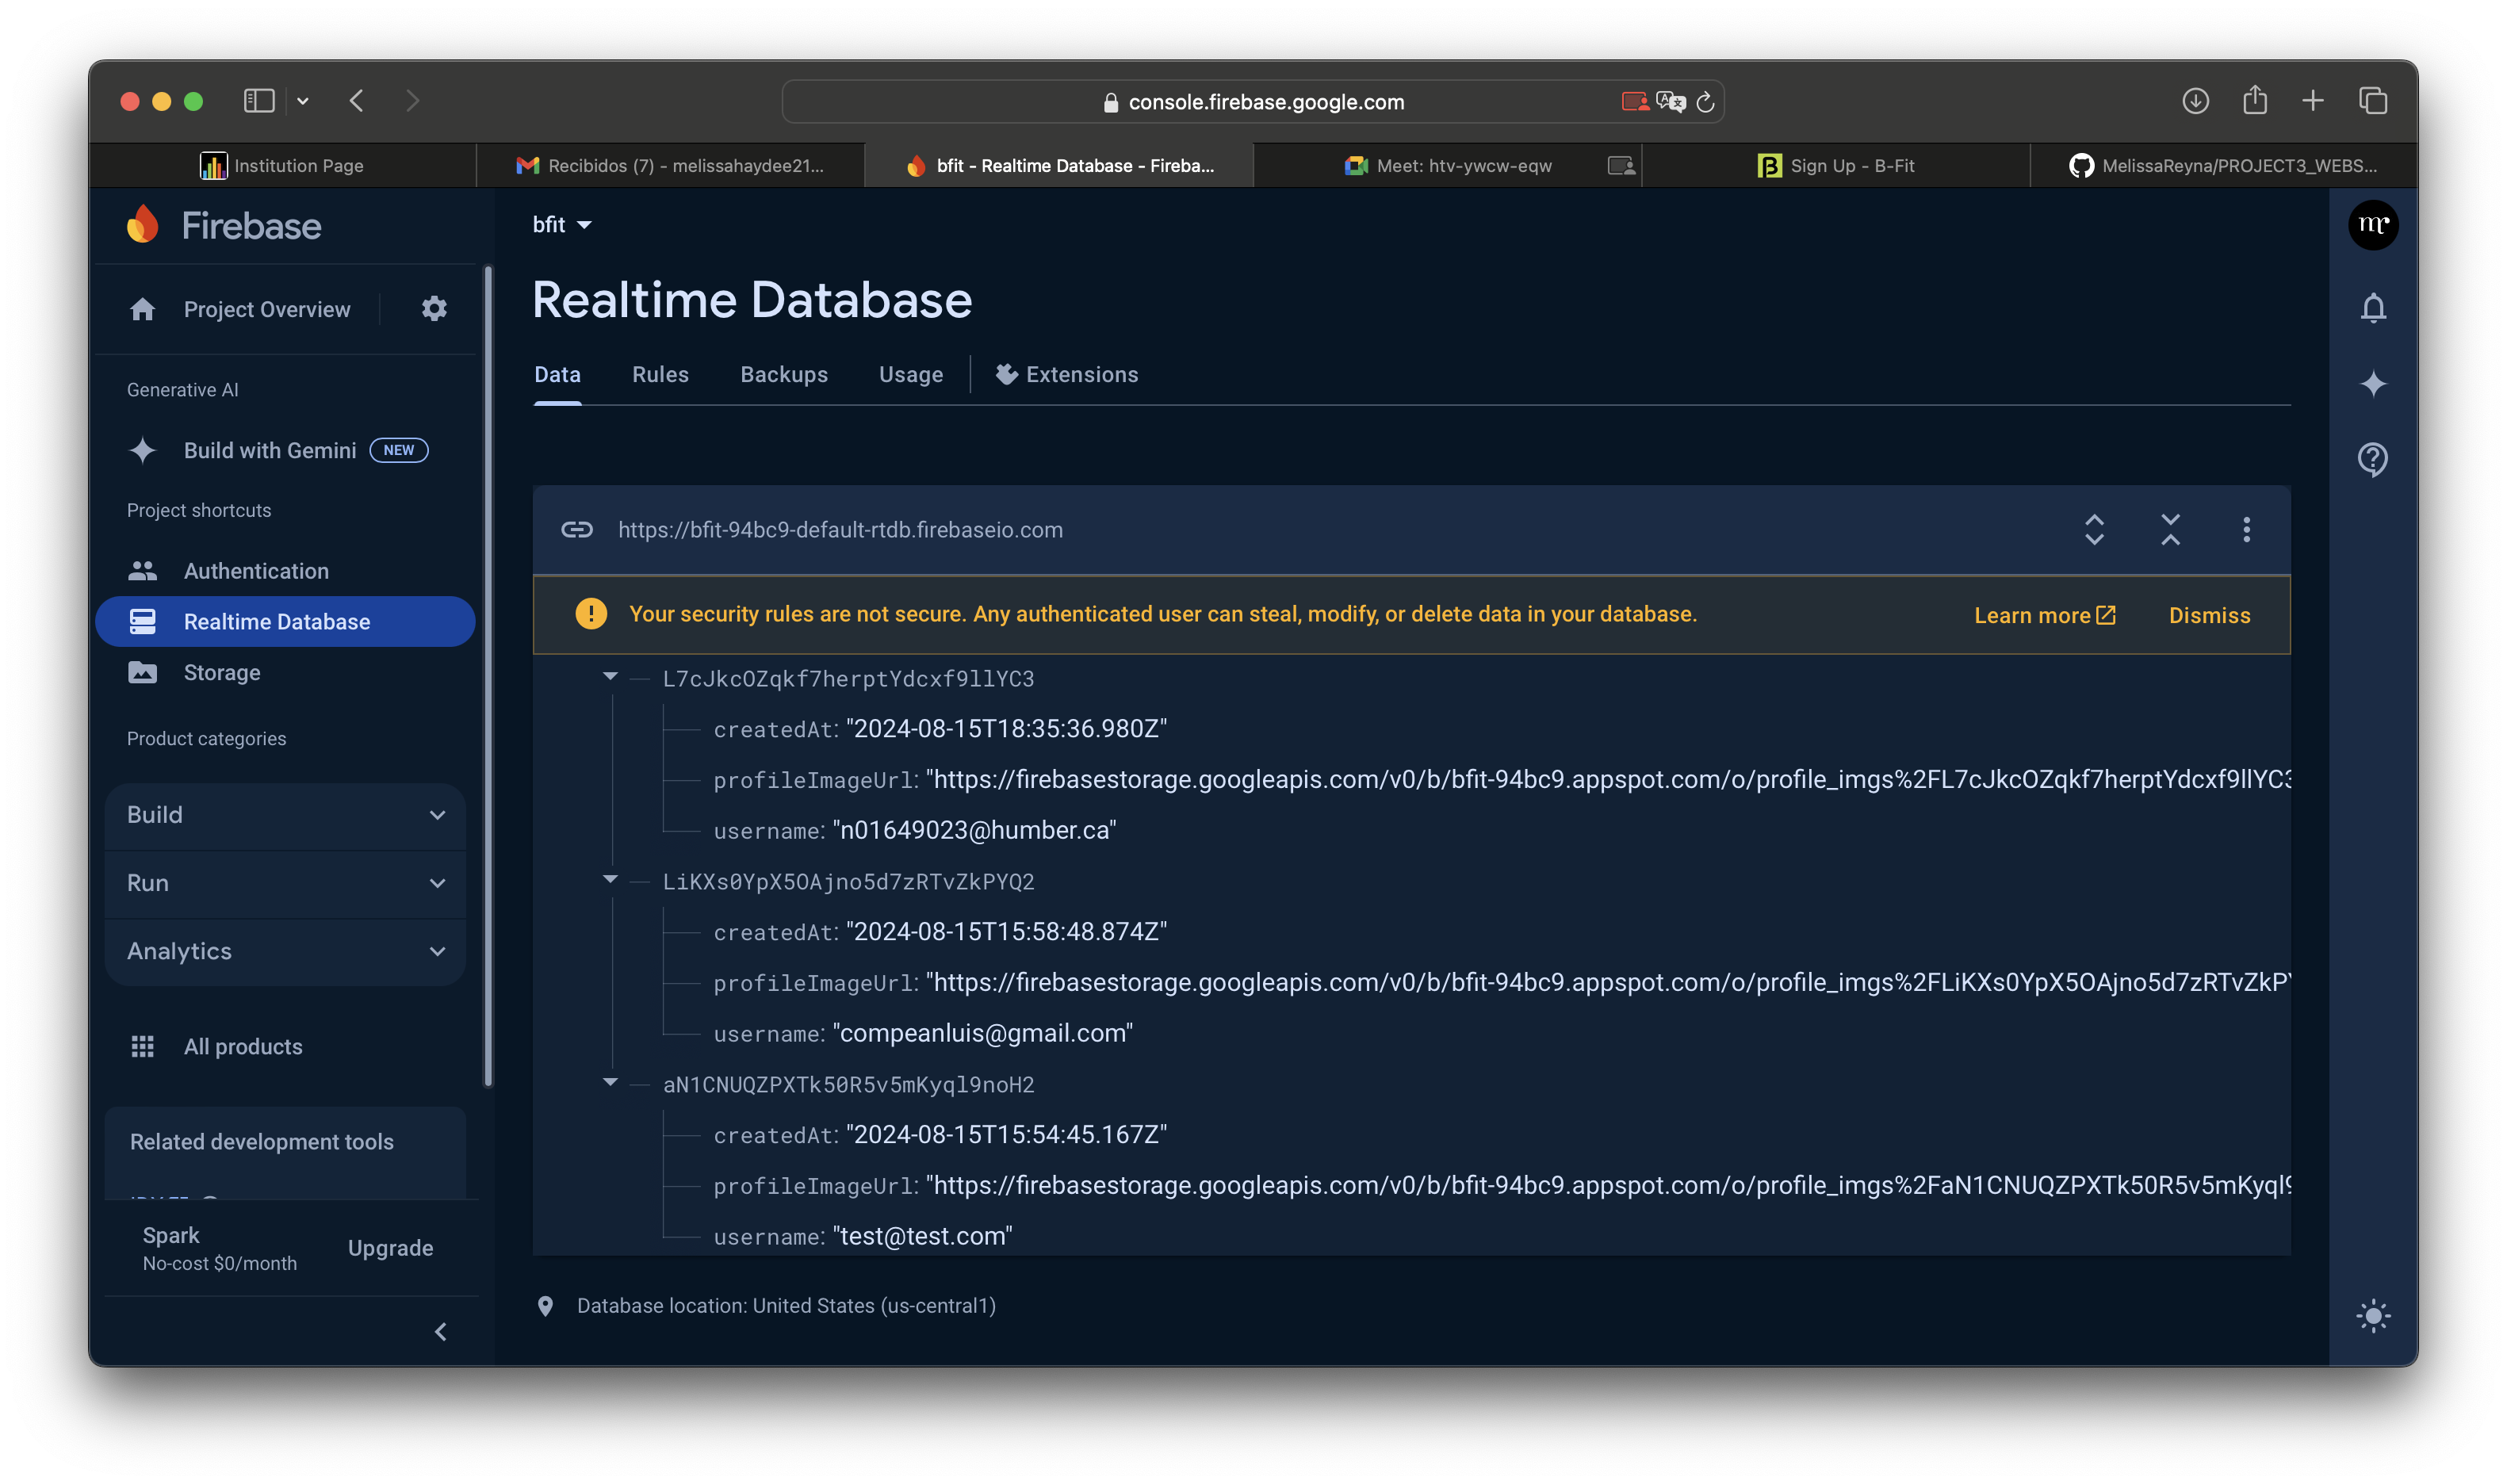 console.firebase.google.com
Institution Page
Recibidos (7) - melissahaydee21...
bfit - Realtime Database - Fireba...
Meet: htv-ywcw-eqw
Sign Up - B-Fit
MelissaReyna/PROJECT3_WEBS...
Firebase
Project Overview
Generative AI
Build with Gemini NEW
Project shortcuts
Authentication
Realtime Database
Storage
Product categories
Build
Run
Analytics
All products
Related development tools
Spark
No-cost $0/month
Upgrade
bfit
mr
Realtime Database
Data Rules Backups Usage Extensions
https://bfit-94bc9-default-rtdb.firebaseio.com
Your security rules are not secure. Any authenticated user can steal, modify, or delete data in your database. Learn more Dismiss
L7cJkcOZqkf7herptYdcxf9llYC3
createdAt: "2024-08-15T18:35:36.980Z"
profileImageUrl: "https://firebasestorage.googleapis.com/v0/b/bfit-94bc9.appspot.com/o/profile_imgs%2FL7cJkcOZqkf7herptYdcxf9llYC3
username: "n01649023@humber.ca"
LiKXs0YpX5OAjno5d7zRTvZkPYQ2
createdAt: "2024-08-15T15:58:48.874Z"
profileImageUrl: "https://firebasestorage.googleapis.com/v0/b/bfit-94bc9.appspot.com/o/profile_imgs%2FLiKXs0YpX5OAjno5d7zRTvZkPY
username: "compeanluis@gmail.com"
aN1CNUQZPXTk50R5v5mKyql9noH2
createdAt: "2024-08-15T15:54:45.167Z"
profileImageUrl: "https://firebasestorage.googleapis.com/v0/b/bfit-94bc9.appspot.com/o/profile_imgs%2FaN1CNUQZPXTk50R5v5mKyql9
username: "test@test.com"
Database location: United States (us-central1)